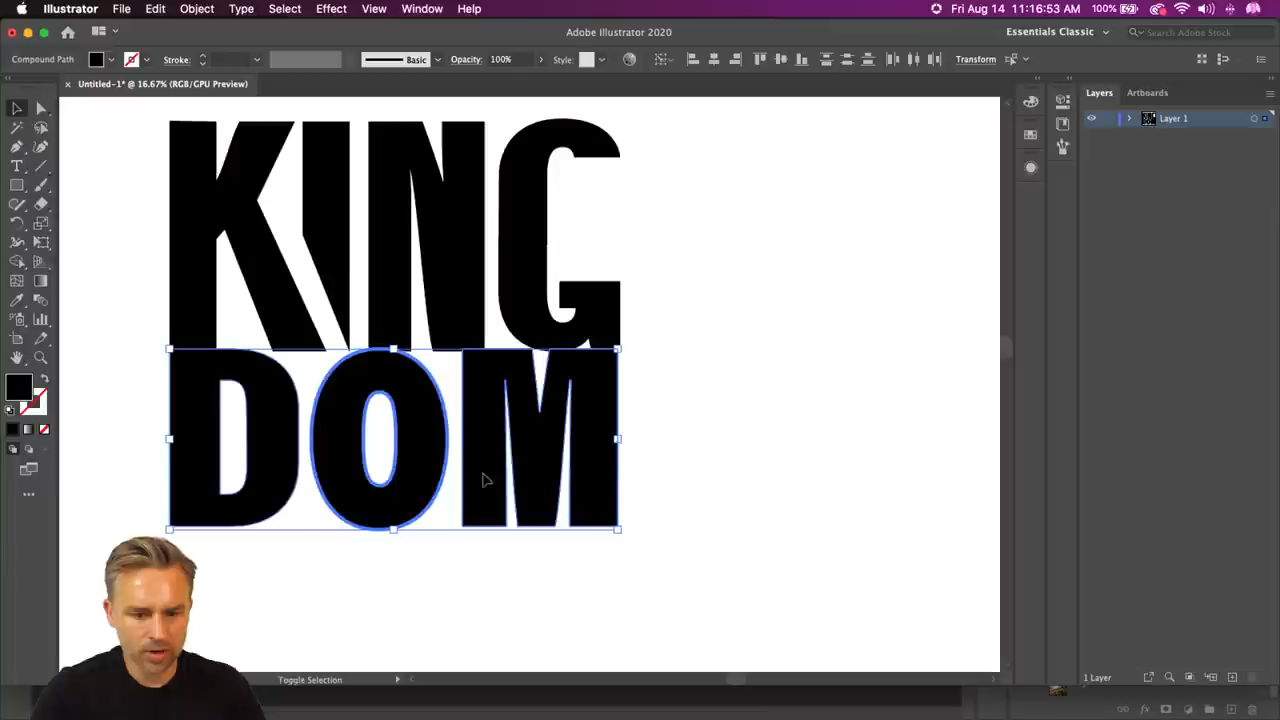 Illustrator File Edit Object Type Select Effect View Window Help 100% Fri Aug 14 11:16:53 AM
Adobe Illustrator 2020 Essentials Classic Search Adobe Stock
Compound Path Stroke: Basic Opacity: 100% Style: Transform
× Untitled-1* @ 16.67% (RGB/GPU Preview) Layers Artboards
Layer 1
KING
DOM
Toggle Selection 1 Layer
fx